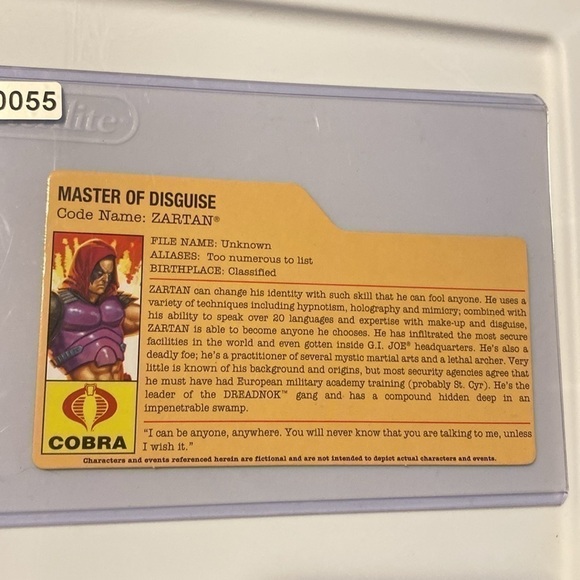 0055
MASTER OF DISGUISE
Code Name: ZARTAN®
FILE NAME: Unknown
ALIASES: Too numerous to list
BIRTHPLACE: Classified
ZARTAN can change his identity with such skill that he can fool anyone. He uses a
variety of techniques including hypnotism, holography and mimicry; combined with
his ability to speak over 20 languages and expertise with make-up and disguise,
ZARTAN is able to become anyone he chooses. He has infiltrated the most secure
facilities in the world and even gotten inside G.I. JOE® headquarters. He's also a
deadly foe; he's a practitioner of several mystic martial arts and a lethal archer. Very
little is known of his background and origins, but most security agencies agree that
he must have had European military academy training (probably St. Cyr). He's the
leader of the DREADNOK™ gang and has a compound hidden deep in an
impenetrable swamp.
COBRA
"I can be anyone, anywhere. You will never know that you are talking to me, unless
I wish it."
Characters and events referenced herein are fictional and are not intended to depict actual characters and events.